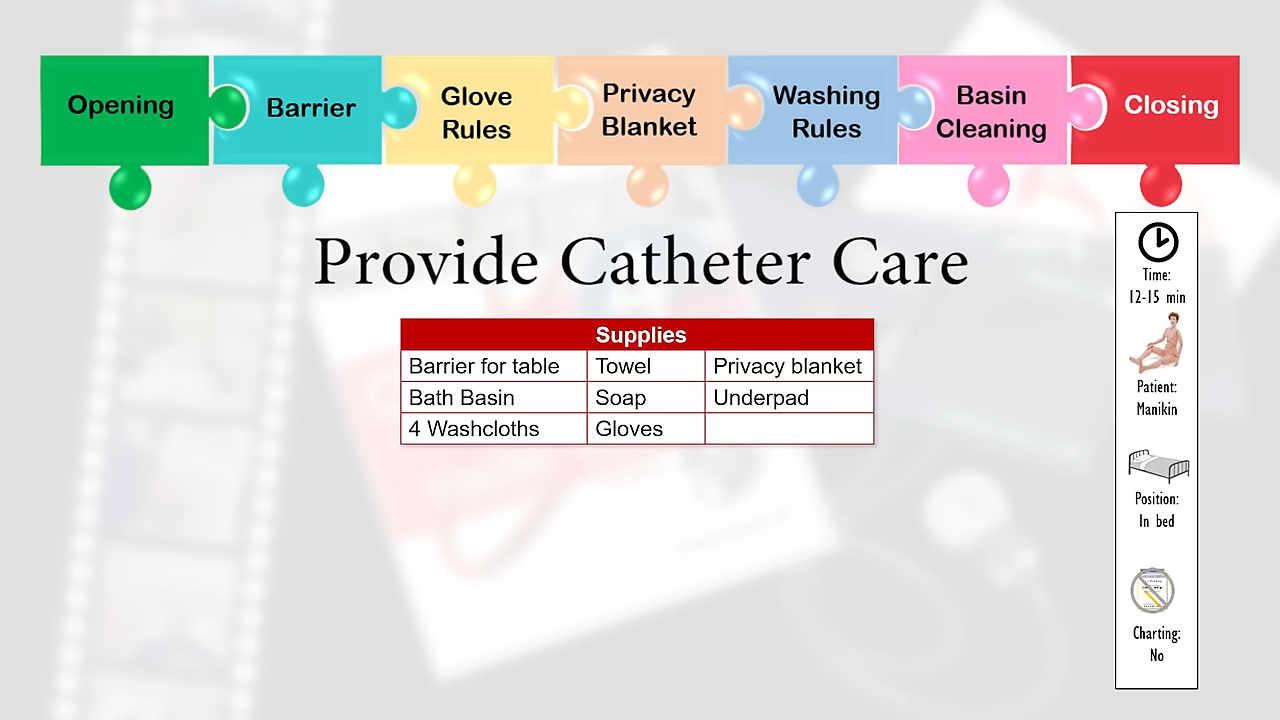 Opening
Barrier
Glove
Rules
Privacy
Blanket
Washing
Rules
Basin
Cleaning
Closing
Provide Catheter Care
Supplies
Barrier for table Towel Privacy blanket
Bath Basin Soap Underpad
4 Washcloths Gloves
Time:
12-15 min
Patient:
Manikin
Position:
In bed
Charting:
No